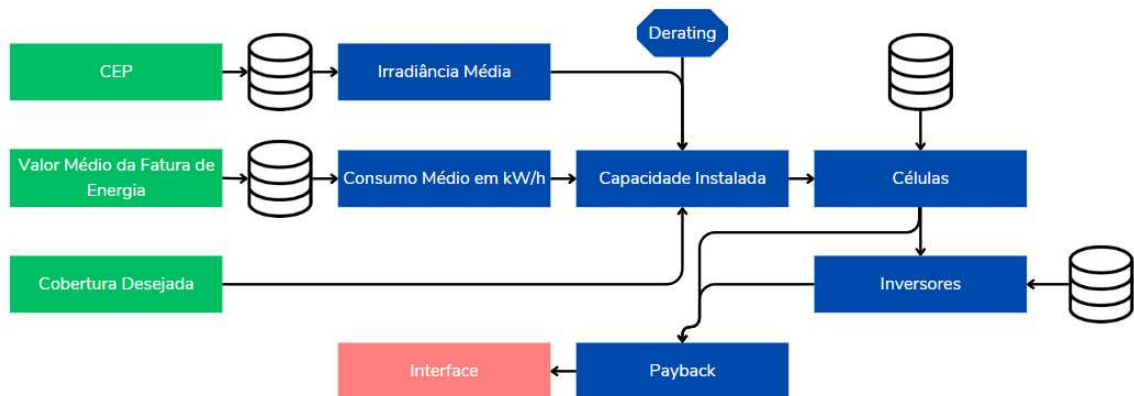 Derating
CEP
Irradiância Média
Valor Médio da Fatura de
Energia
Consumo Médio em kW/h
Capacidade Instalada
Células
Cobertura Desejada
Inversores
Interface
Payback